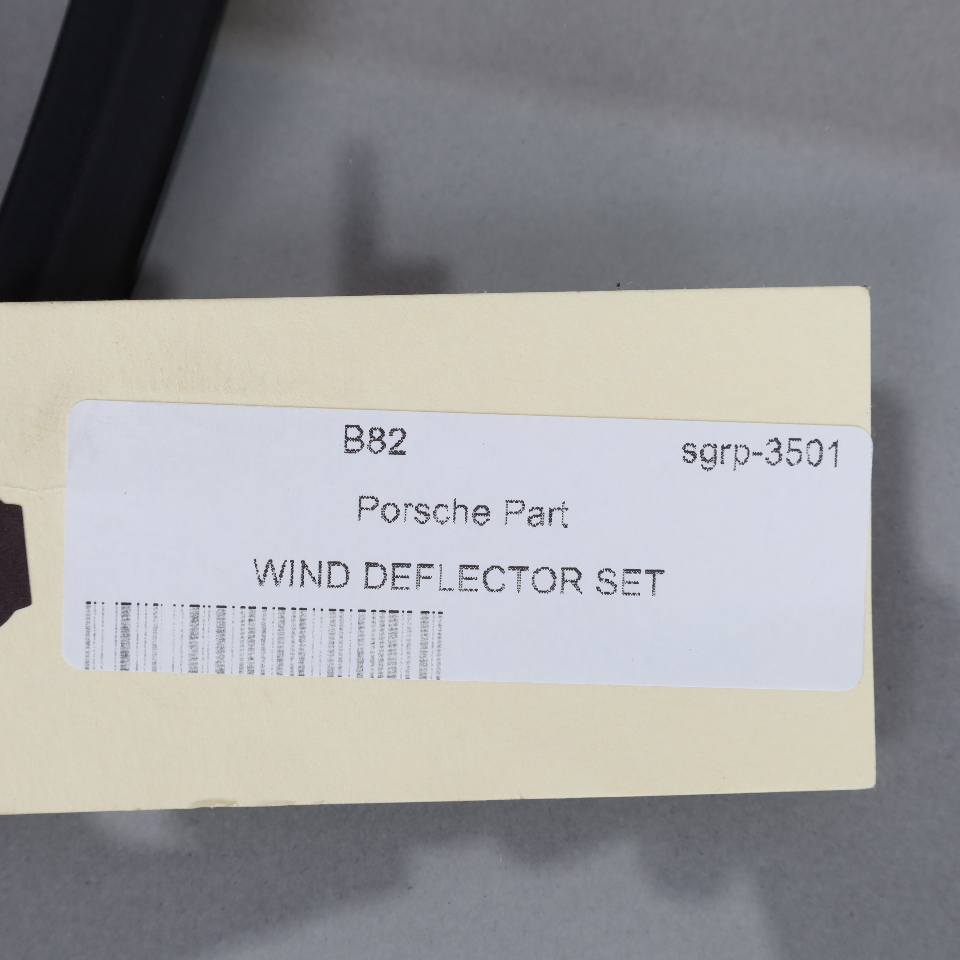 B82 sgrp-3501
Porsche Part
WIND DEFLECTOR SET